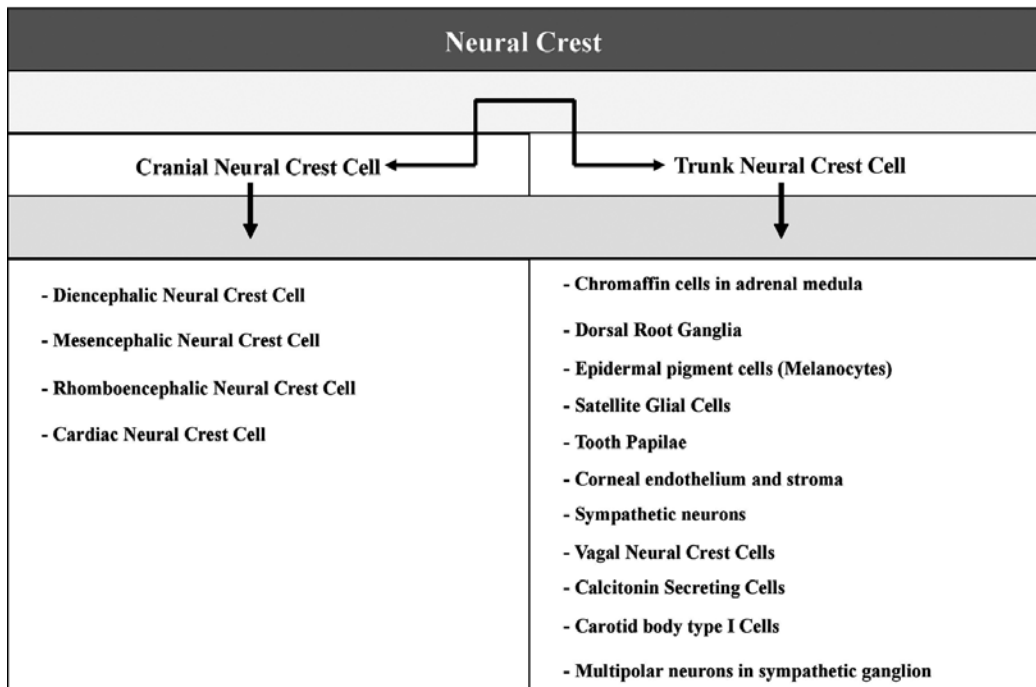 Neural Crest
Cranial Neural Crest Cell
Trunk Neural Crest Cell
- Diencephalic Neural Crest Cell
- Mesencephalic Neural Crest Cell
- Rhomboencephalic Neural Crest Cell
- Cardiac Neural Crest Cell
- Chromaffin cells in adrenal medula
- Dorsal Root Ganglia
- Epidermal pigment cells (Melanocytes)
- Satellite Glial Cells
- Tooth Papilae
- Corneal endothelium and stroma
- Sympathetic neurons
- Vagal Neural Crest Cells
- Calcitonin Secreting Cells
- Carotid body type I Cells
- Multipolar neurons in sympathetic ganglion